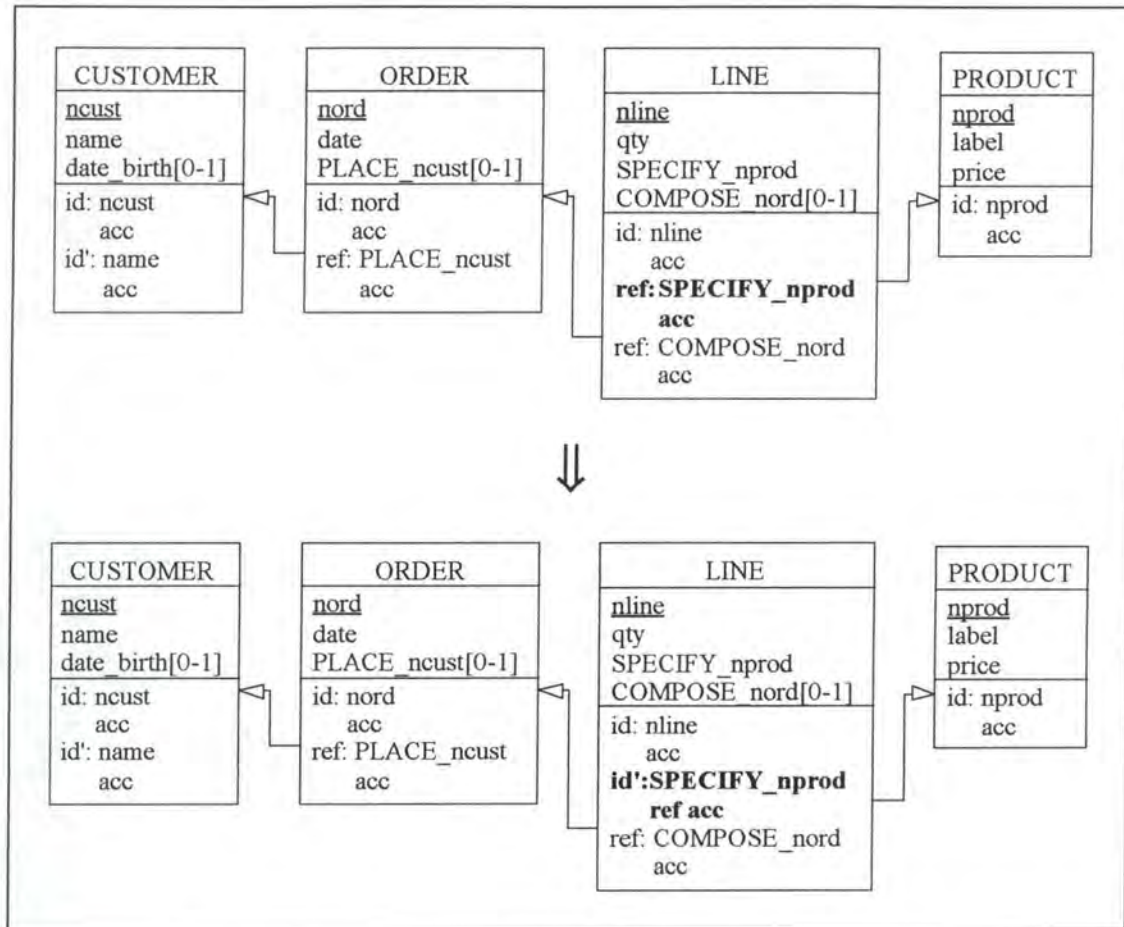 CUSTOMER
ncust
name
date_birth[0-1]
id: ncust
acc
id': name
acc
ORDER
nord
date
PLACE_ncust[0-1]
id: nord
acc
ref: PLACE_ncust
acc
LINE
nline
qty
SPECIFY_nprod
COMPOSE_nord[0-1]
id: nline
acc
ref:SPECIFY_nprod
acc
ref: COMPOSE_nord
acc
PRODUCT
nprod
label
price
id: nprod
acc
⇓
CUSTOMER
ncust
name
date_birth[0-1]
id: ncust
acc
id': name
acc
ORDER
nord
date
PLACE_ncust[0-1]
id: nord
acc
ref: PLACE_ncust
acc
LINE
nline
qty
SPECIFY_nprod
COMPOSE_nord[0-1]
id: nline
acc
id':SPECIFY_nprod
ref acc
ref: COMPOSE_nord
acc
PRODUCT
nprod
label
price
id: nprod
acc